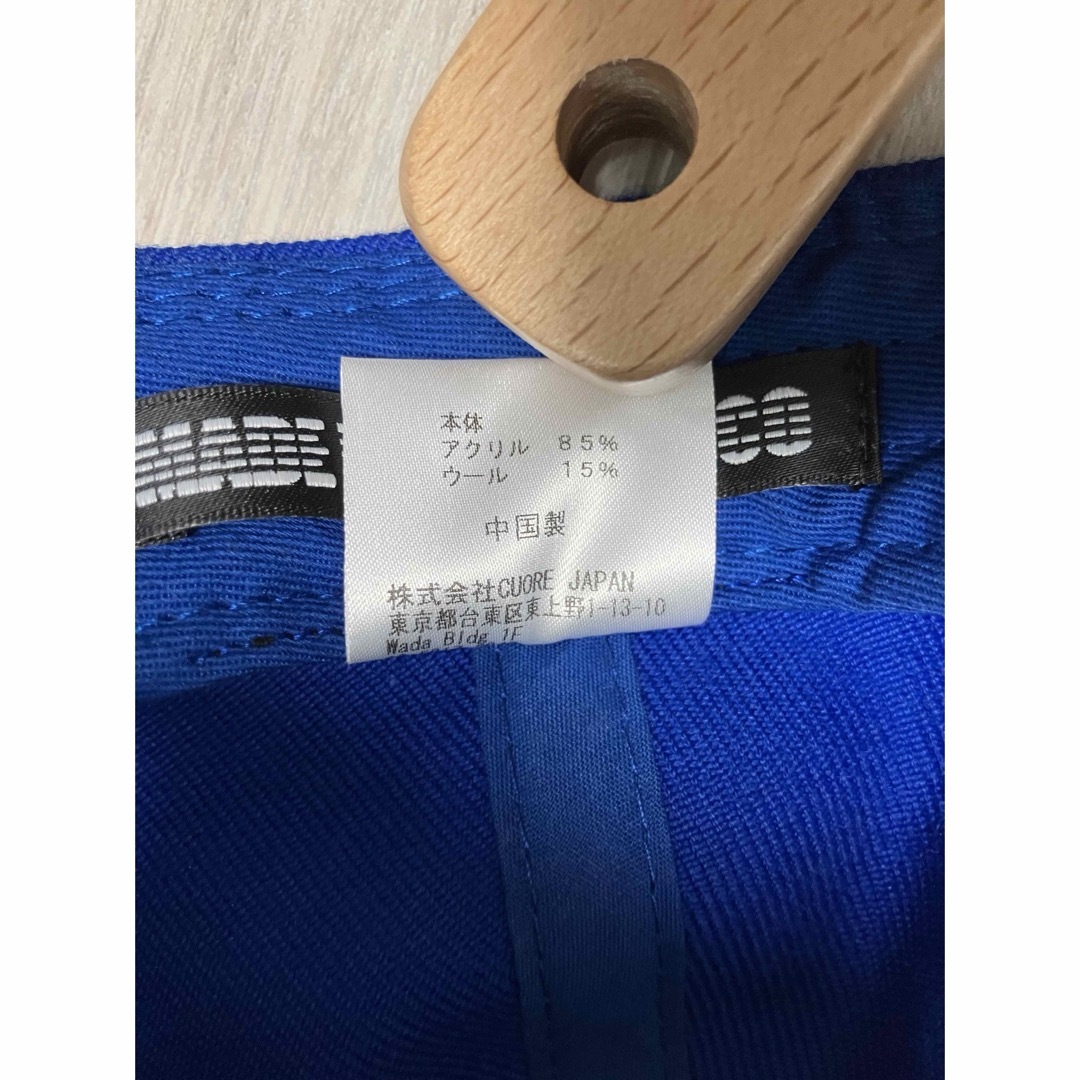 本体
アクリル 85%
ウール 15%
中国製
株式会社CUORE JAPAN
東京都台東区東上野1-13-10
Wada Bldg 1F
MADE
CO